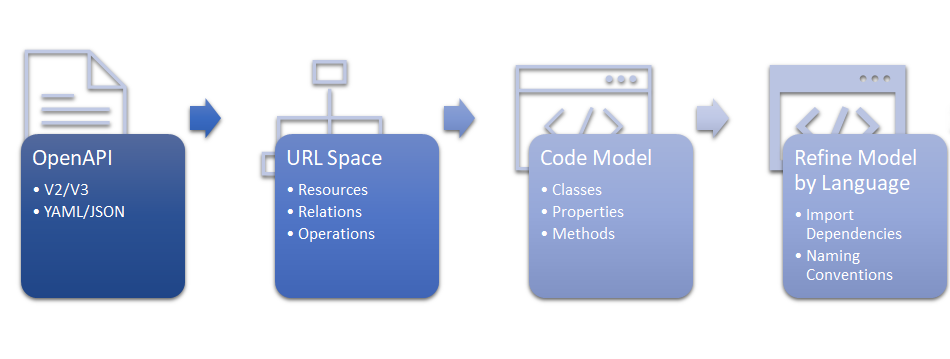 OpenAPI
• V2/V3
• YAML/JSON
URL Space
• Resources
• Relations
• Operations
Code Model
• Classes
• Properties
• Methods
Refine Model
by Language
• Import
Dependencies
• Naming
Conventions